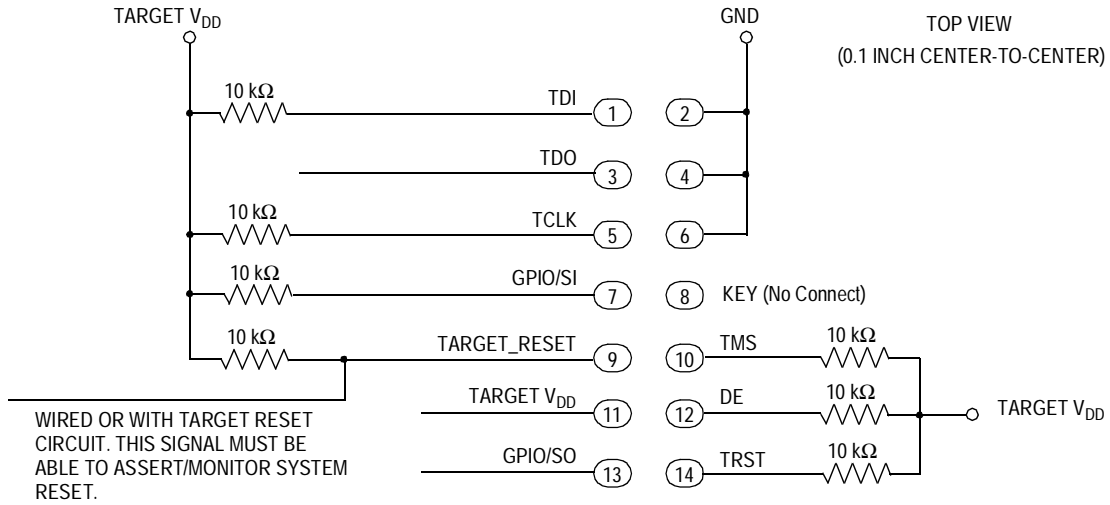 TARGET VDD
GND
TOP VIEW
(0.1 INCH CENTER-TO-CENTER)
10 kΩ
TDI
1
2
TDO
3
4
10 kΩ
TCLK
5
6
10 kΩ
GPIO/SI
7
8
KEY (No Connect)
10 kΩ
TARGET_RESET
9
10
TMS
10 kΩ
TARGET VDD
11
12
DE
10 kΩ
TARGET VDD
WIRED OR WITH TARGET RESET
CIRCUIT. THIS SIGNAL MUST BE
ABLE TO ASSERT/MONITOR SYSTEM
RESET.
GPIO/SO
13
14
TRST
10 kΩ